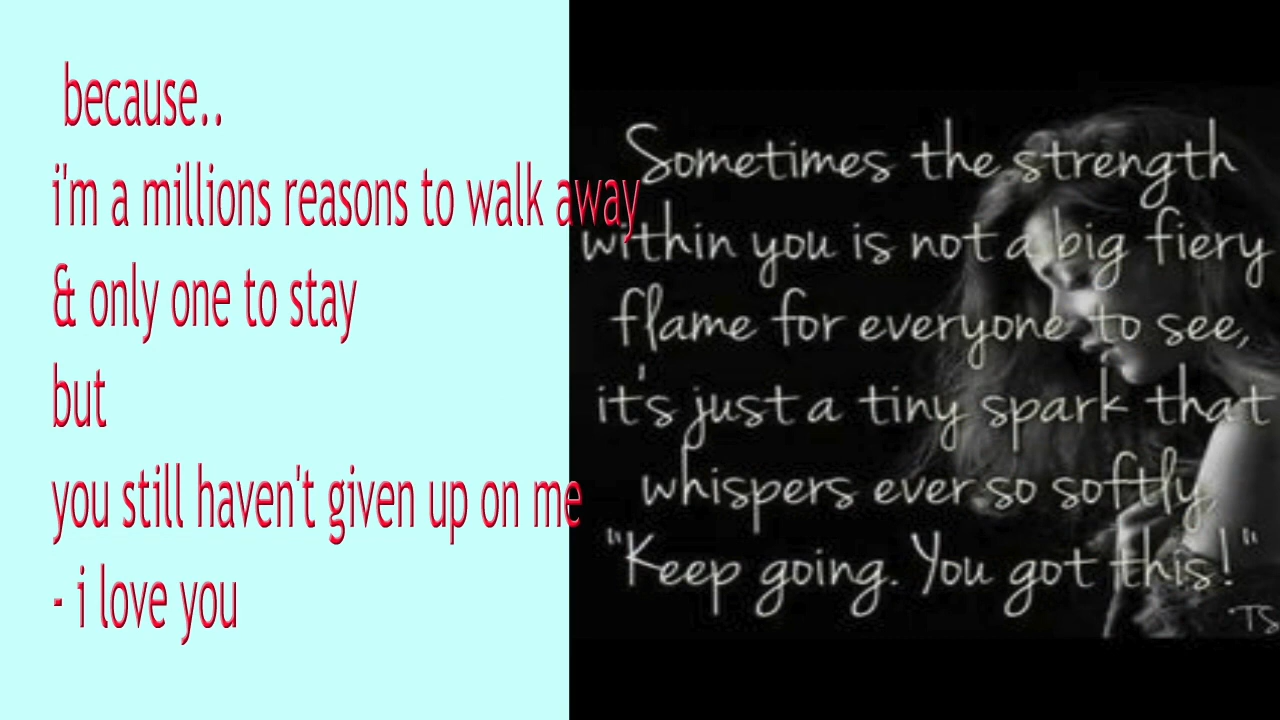 because..
i'm a millions reasons to walk away
& only one to stay
but
you still haven't given up on me
- i love you
Sometimes the strength
within you is not a big fiery
flame for everyone to see,
it's just a tiny spark that
whispers ever so softly,
"Keep going. You got this!"
TS